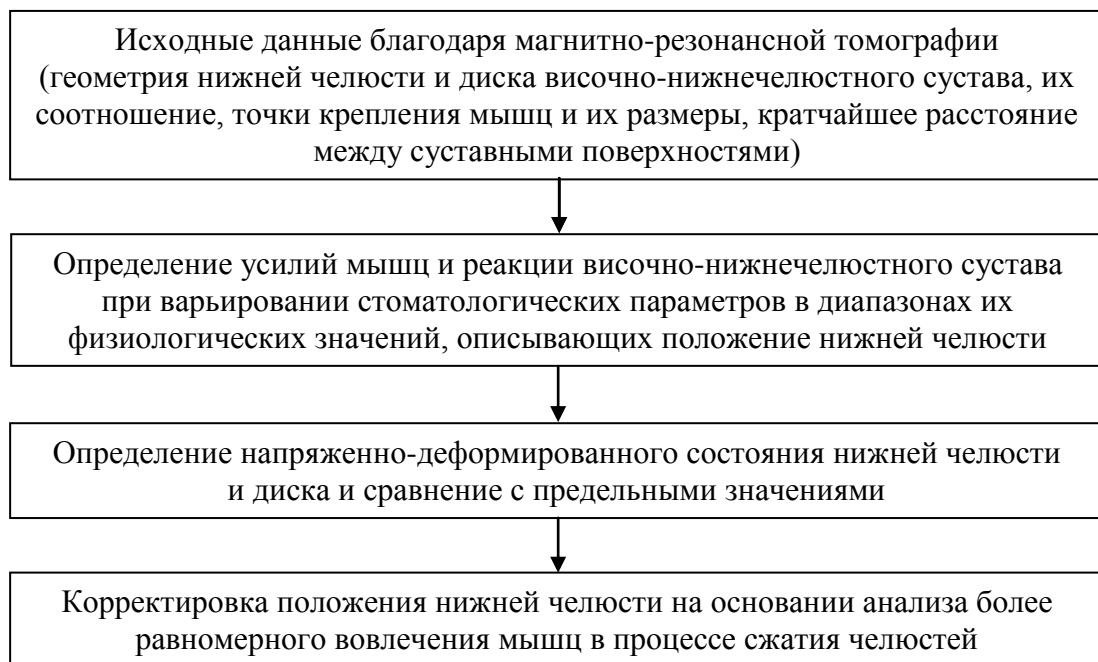 Исходные данные благодаря магнитно-резонансной томографии
(геометрия нижней челюсти и диска височно-нижнечелюстного сустава, их
соотношение, точки крепления мышц и их размеры, кратчайшее расстояние
между суставными поверхностями)
Определение усилий мышц и реакции височно-нижнечелюстного сустава
при варьировании стоматологических параметров в диапазонах их
физиологических значений, описывающих положение нижней челюсти
Определение напряженно-деформированного состояния нижней челюсти
и диска и сравнение с предельными значениями
Корректировка положения нижней челюсти на основании анализа более
равномерного вовлечения мышц в процессе сжатия челюстей